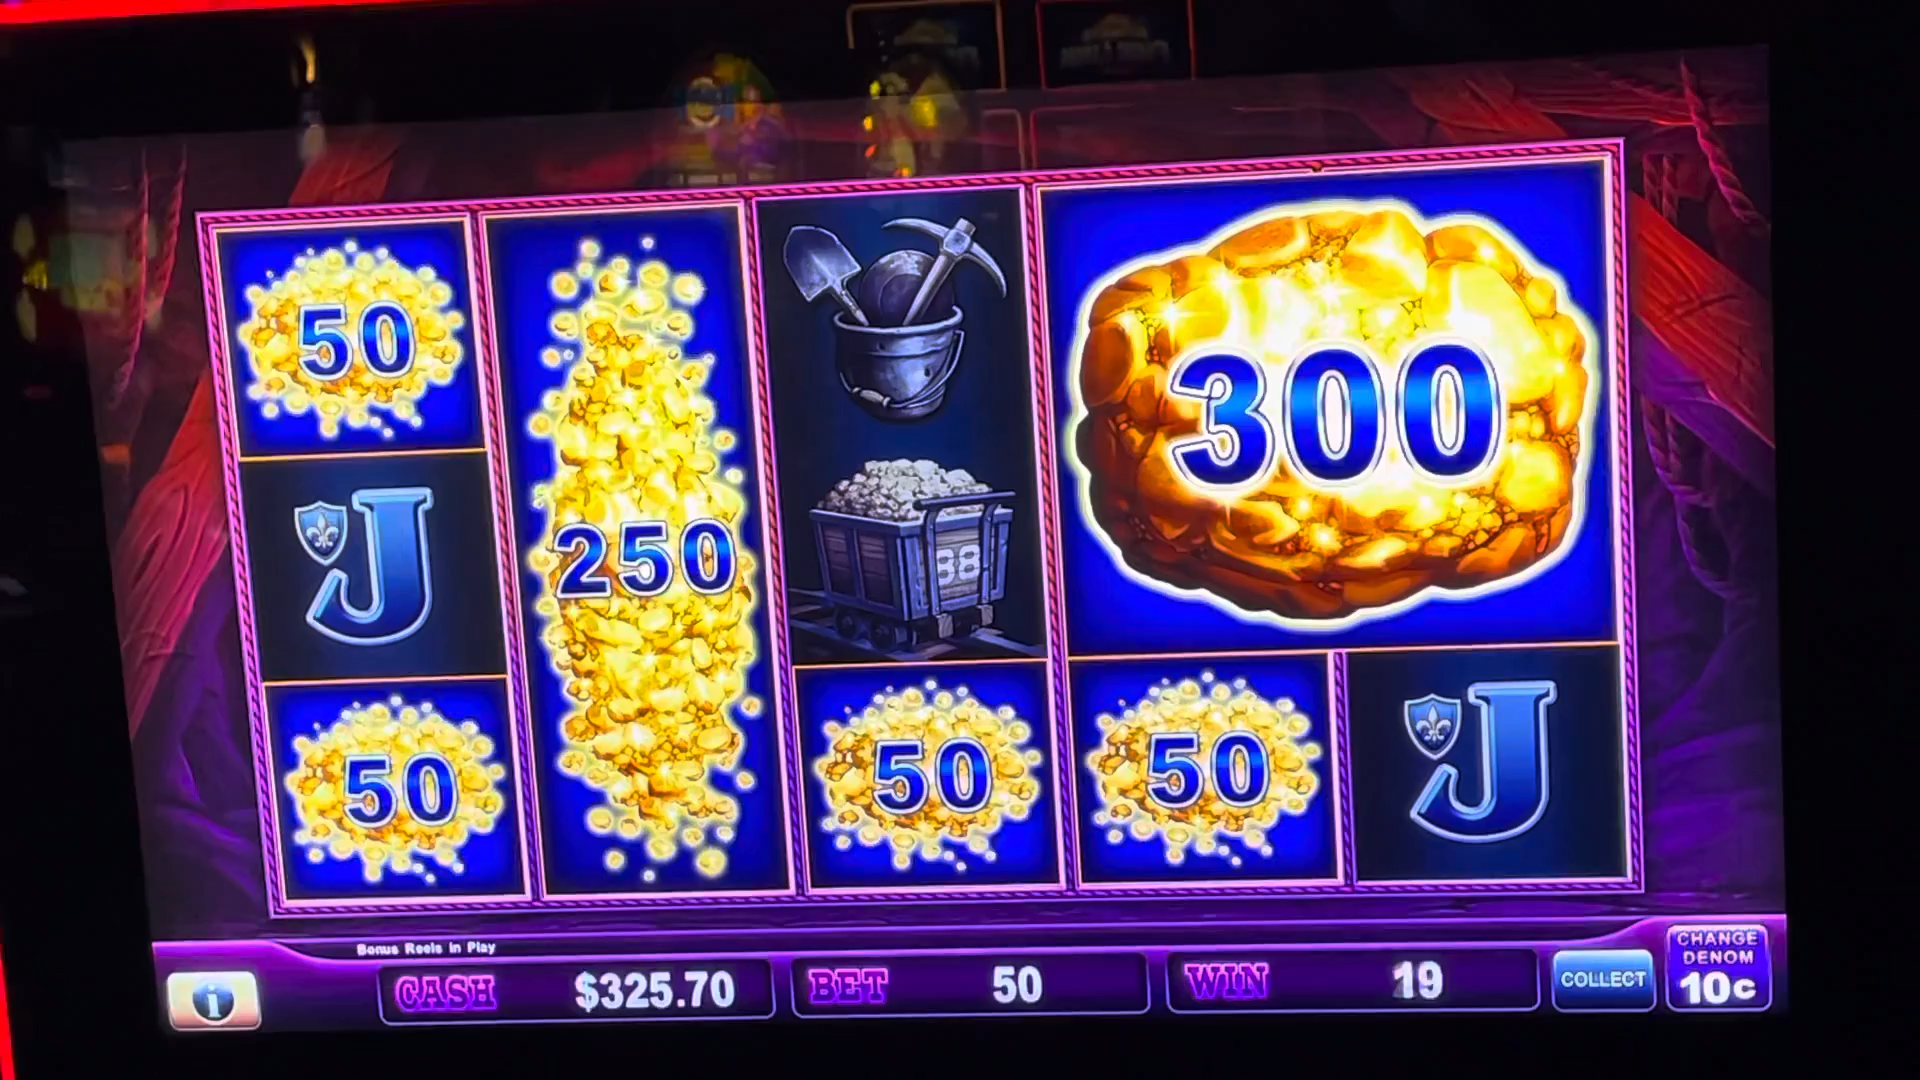 50
250
300
J
88
50
50
50
J
Bonus Reels In Play
CASH $325.70
BET 50
WIN 19
COLLECT
CHANGE
DENOM
10¢
i